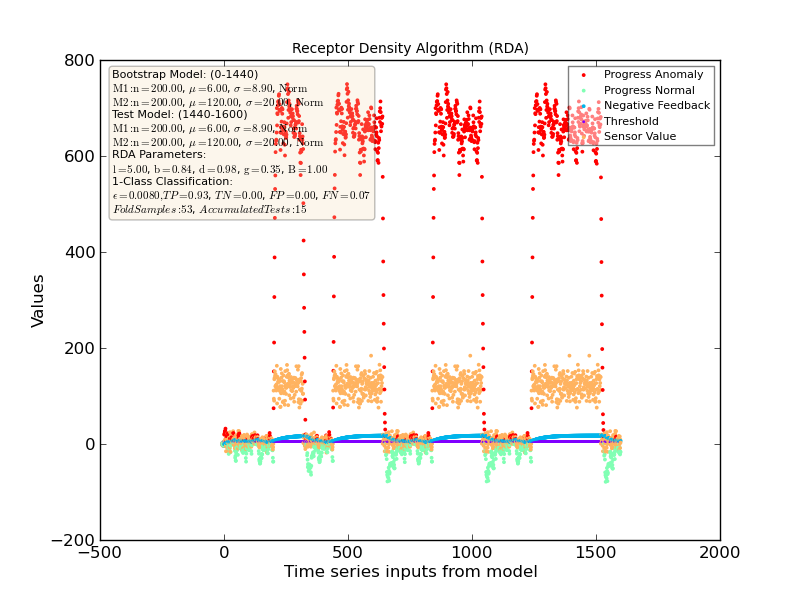 Receptor Density Algorithm (RDA)
Bootstrap Model: (0-1440)
M1:n=200.00, μ=6.00, σ=8.90, Norm
M2:n=200.00, μ=120.00, σ=20.00, Norm
Test Model: (1440-1600)
M1:n=200.00, μ=6.00, σ=8.90, Norm
M2:n=200.00, μ=120.00, σ=20.00, Norm
RDA Parameters:
l=5.00, b=0.84, d=0.98, g=0.35, B=1.00
1-Class Classification:
ϵ=0.0080,TP=0.93, TN=0.00, FP=0.00, FN=0.07
FoldSamples:53, AccumulatedTests:15
Progress Anomaly
Progress Normal
Negative Feedback
Threshold
Sensor Value
800
600
400
200
0
−200
Values
−500
0
500
1000
1500
2000
Time series inputs from model